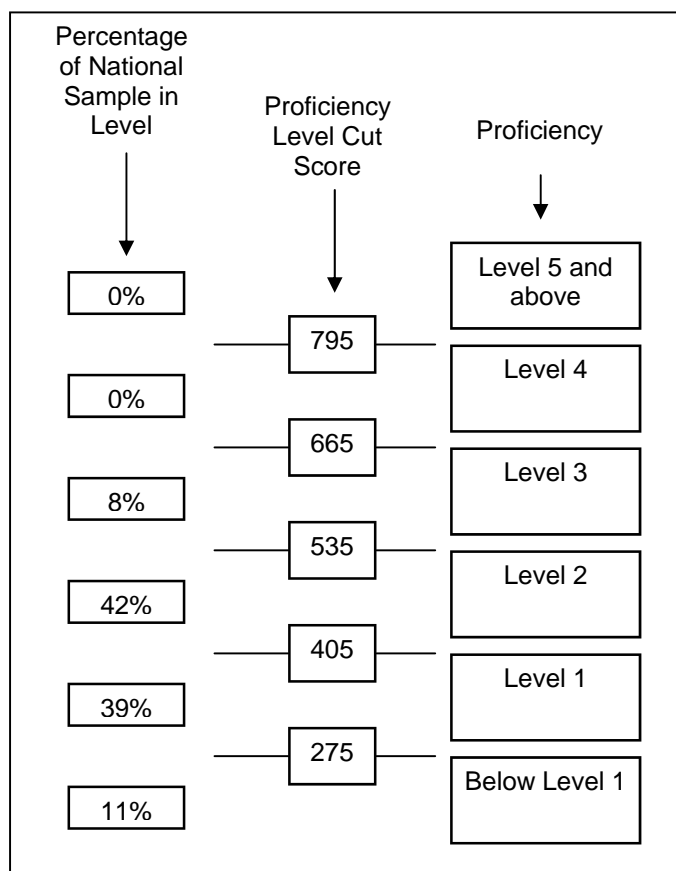 Percentage
of National
Sample in
Level
Proficiency
Level Cut
Score
Proficiency
0%
795
Level 5 and
above
0%
665
Level 4
8%
535
Level 3
42%
405
Level 2
39%
275
Level 1
11%
Below Level 1